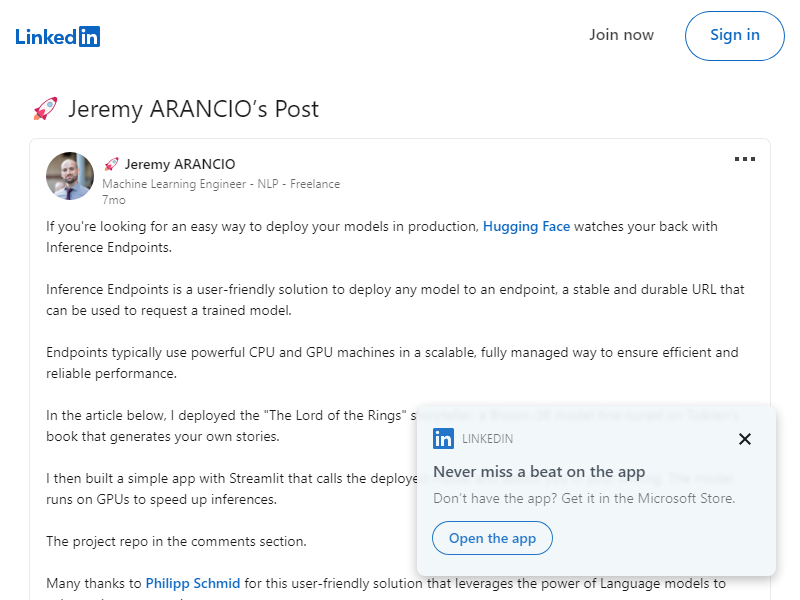 LinkedIn
Join now
Sign in
🚀 Jeremy ARANCIO's Post
🚀 Jeremy ARANCIO
Machine Learning Engineer - NLP - Freelance
7mo
If you're looking for an easy way to deploy your models in production, Hugging Face watches your back with
Inference Endpoints.
Inference Endpoints is a user-friendly solution to deploy any model to an endpoint, a stable and durable URL that
can be used to request a trained model.
Endpoints typically use powerful CPU and GPU machines in a scalable, fully managed way to ensure efficient and
reliable performance.
In the article below, I deployed the "The Lord of the Rings"
book that generates your own stories.
I then built a simple app with Streamlit that calls the
runs on GPUs to speed up inferences.
The project repo in the comments section.
Many thanks to Philipp Schmid for this user-friendly solution that leverages the power of Language models to
in LINKEDIN
Never miss a beat on the app
Don't have the app? Get it in the Microsoft Store.
Open the app